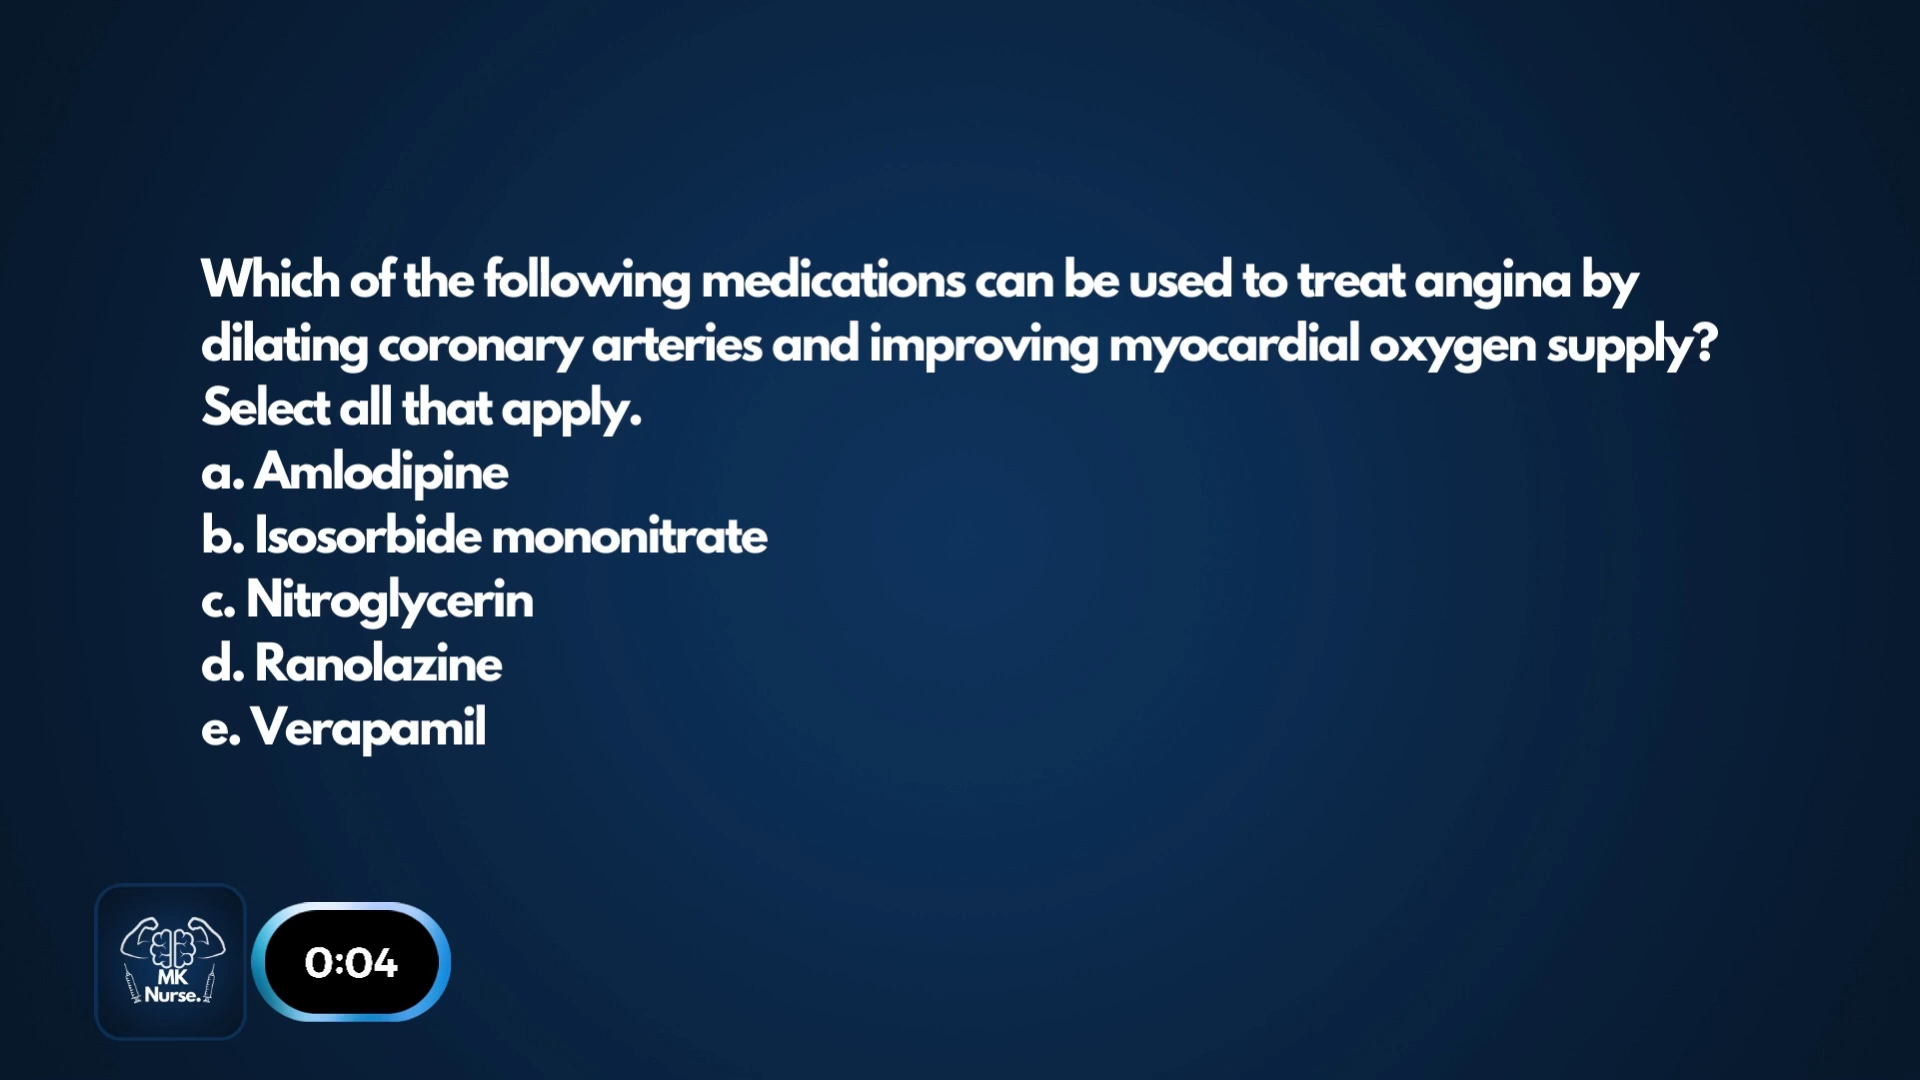 Which of the following medications can be used to treat angina by
dilating coronary arteries and improving myocardial oxygen supply?
Select all that apply.
a. Amlodipine
b. Isosorbide mononitrate
c. Nitroglycerin
d. Ranolazine
e. Verapamil
MK
Nurse.
0:04